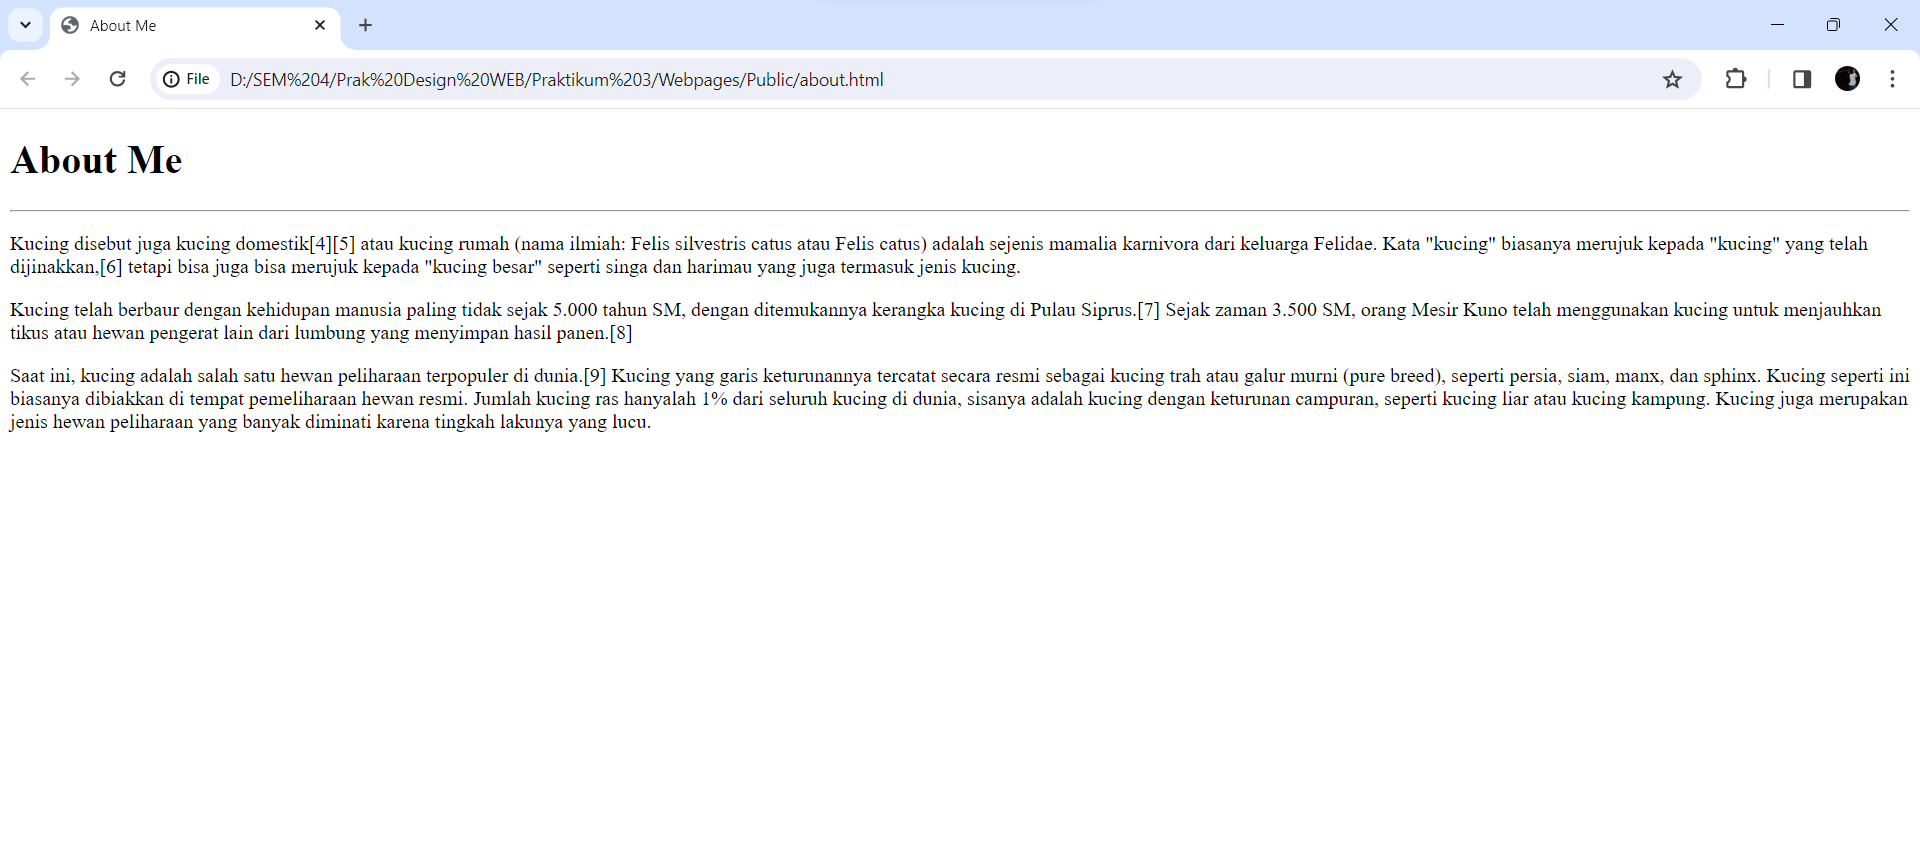 About Me
File
D:/SEM%204/Prak%20Design%20WEB/Praktikum%203/Webpages/Public/about.html
About Me
Kucing disebut juga kucing domestik[4][5] atau kucing rumah (nama ilmiah: Felis silvestris catus atau Felis catus) adalah sejenis mamalia karnivora dari keluarga Felidae. Kata "kucing" biasanya merujuk kepada "kucing" yang telah
dijinakkan,[6] tetapi bisa juga bisa merujuk kepada "kucing besar" seperti singa dan harimau yang juga termasuk jenis kucing.
Kucing telah berbaur dengan kehidupan manusia paling tidak sejak 5.000 tahun SM, dengan ditemukannya kerangka kucing di Pulau Siprus.[7] Sejak zaman 3.500 SM, orang Mesir Kuno telah menggunakan kucing untuk menjauhkan
tikus atau hewan pengerat lain dari lumbung yang menyimpan hasil panen.[8]
Saat ini, kucing adalah salah satu hewan peliharaan terpopuler di dunia.[9] Kucing yang garis keturunannya tercatat secara resmi sebagai kucing trah atau galur murni (pure breed), seperti persia, siam, manx, dan sphinx. Kucing seperti ini
biasanya dibiakkan di tempat pemeliharaan hewan resmi. Jumlah kucing ras hanyalah 1% dari seluruh kucing di dunia, sisanya adalah kucing dengan keturunan campuran, seperti kucing liar atau kucing kampung. Kucing juga merupakan
jenis hewan peliharaan yang banyak diminati karena tingkah lakunya yang lucu.